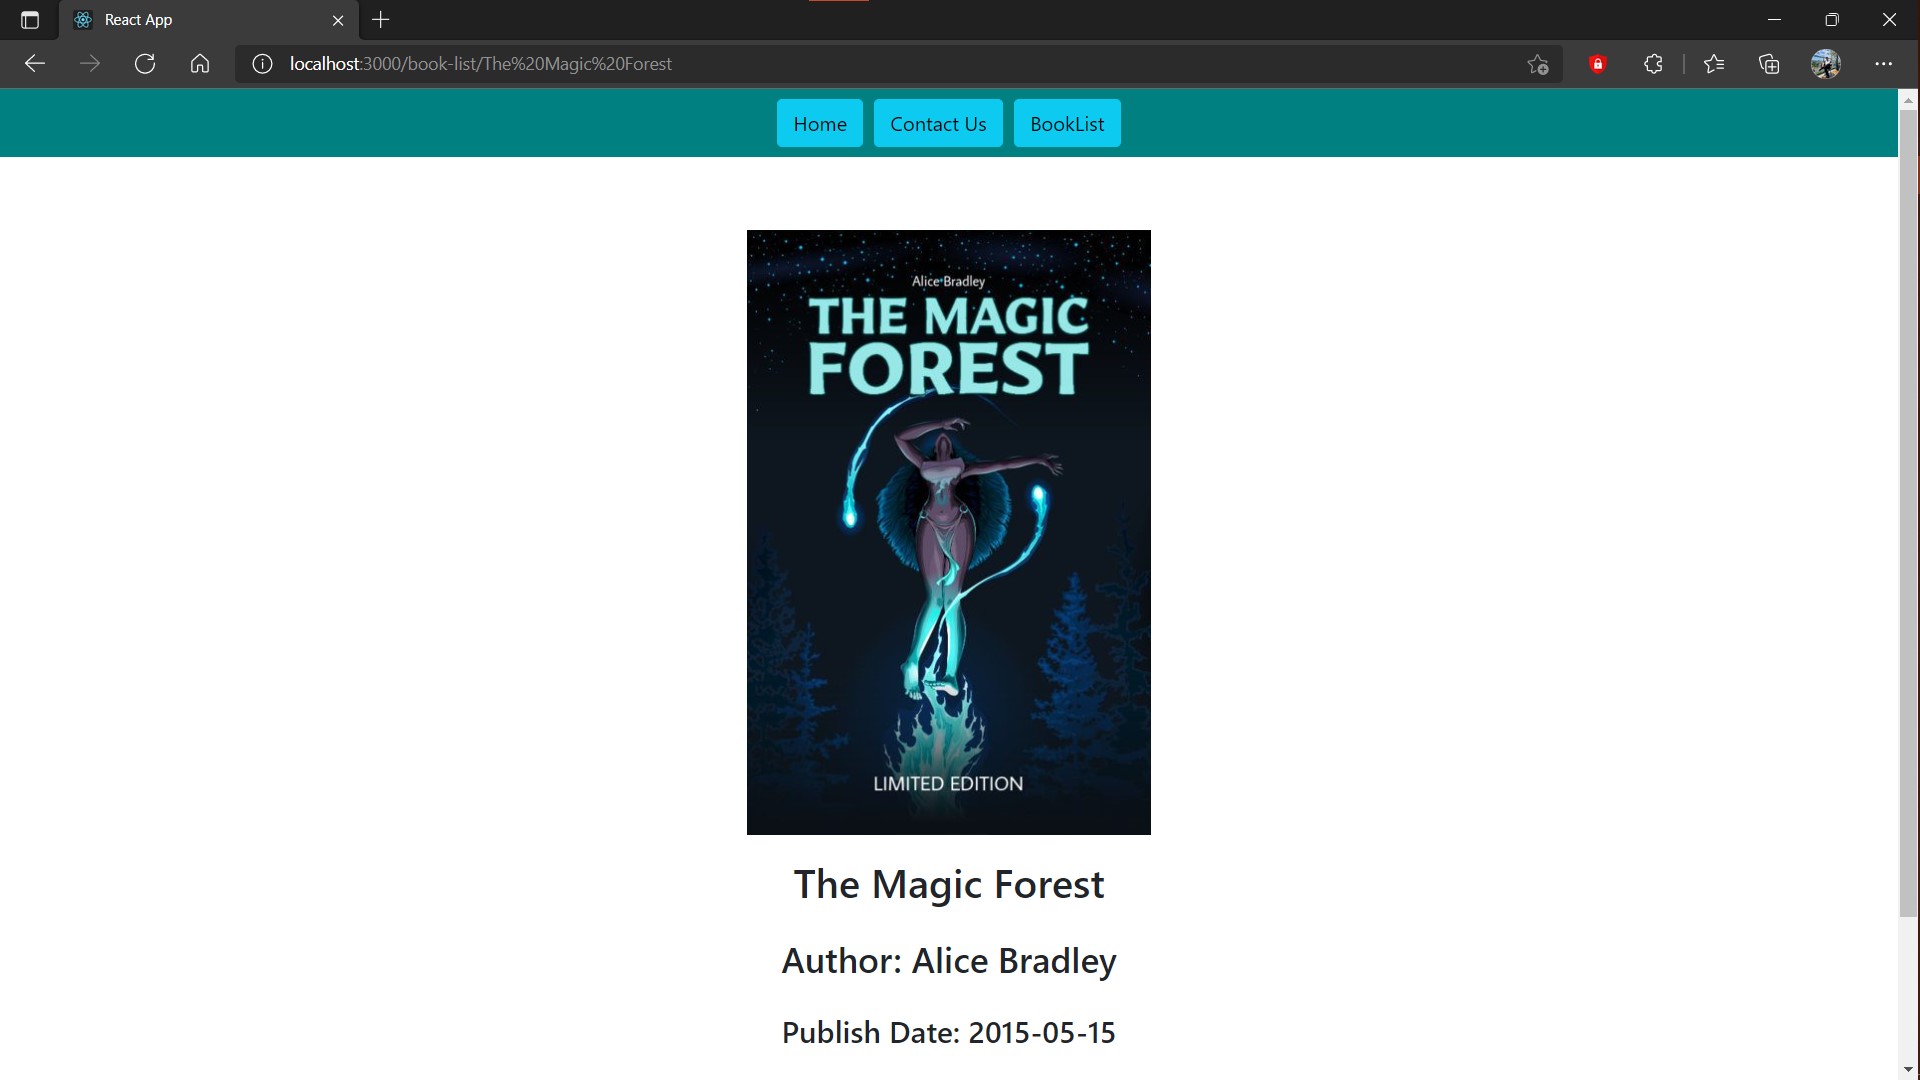 React App
localhost:3000/book-list/The%20Magic%20Forest
Home
Contact Us
BookList
Alice Bradley
THE MAGIC
FOREST
LIMITED EDITION
The Magic Forest
Author: Alice Bradley
Publish Date: 2015-05-15